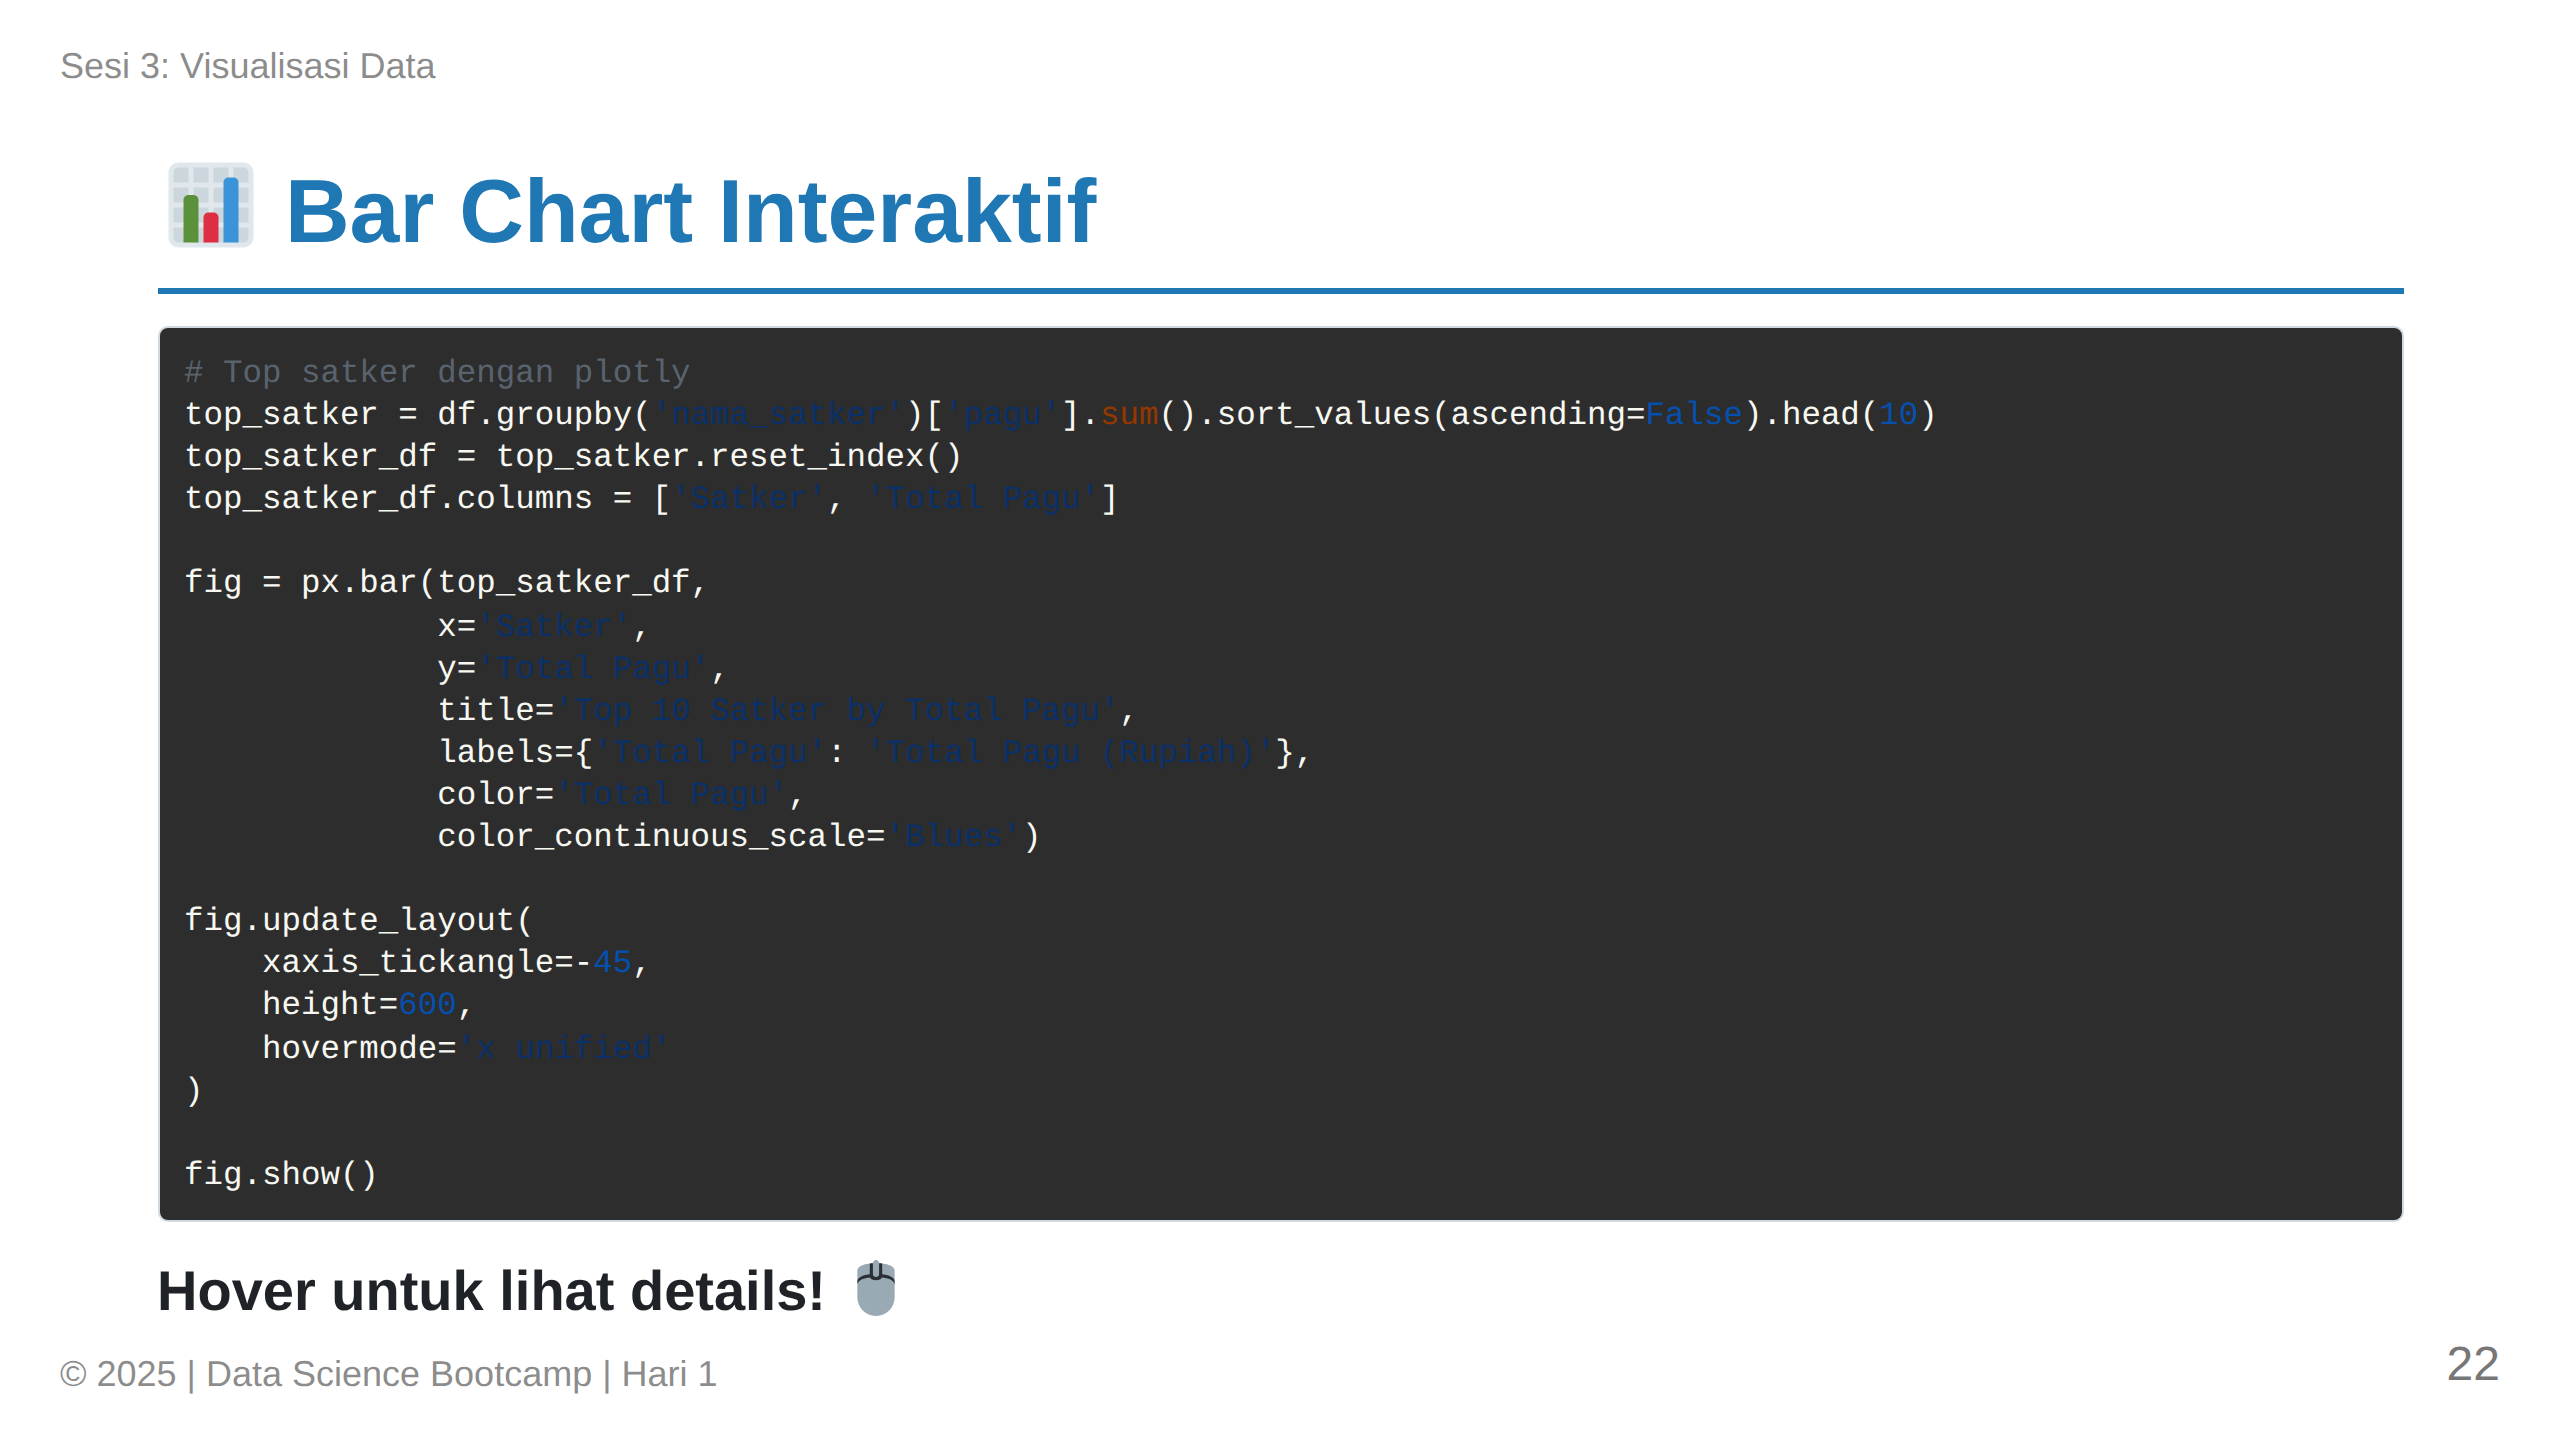 Sesi 3: Visualisasi Data
📊 Bar Chart Interaktif
# Top satker dengan plotly
top_satker = df.groupby('nama_satker')['pagu'].sum().sort_values(ascending=False).head(10)
top_satker_df = top_satker.reset_index()
top_satker_df.columns = ['Satker', 'Total Pagu']
fig = px.bar(top_satker_df,
             x='Satker',
             y='Total Pagu',
             title='Top 10 Satker by Total Pagu',
             labels={'Total Pagu': 'Total Pagu (Rupiah)'},
             color='Total Pagu',
             color_continuous_scale='Blues')
fig.update_layout(
    xaxis_tickangle=-45,
    height=600,
    hovermode='x unified'
)
fig.show()
Hover untuk lihat details! 🖱️
© 2025 | Data Science Bootcamp | Hari 1
22